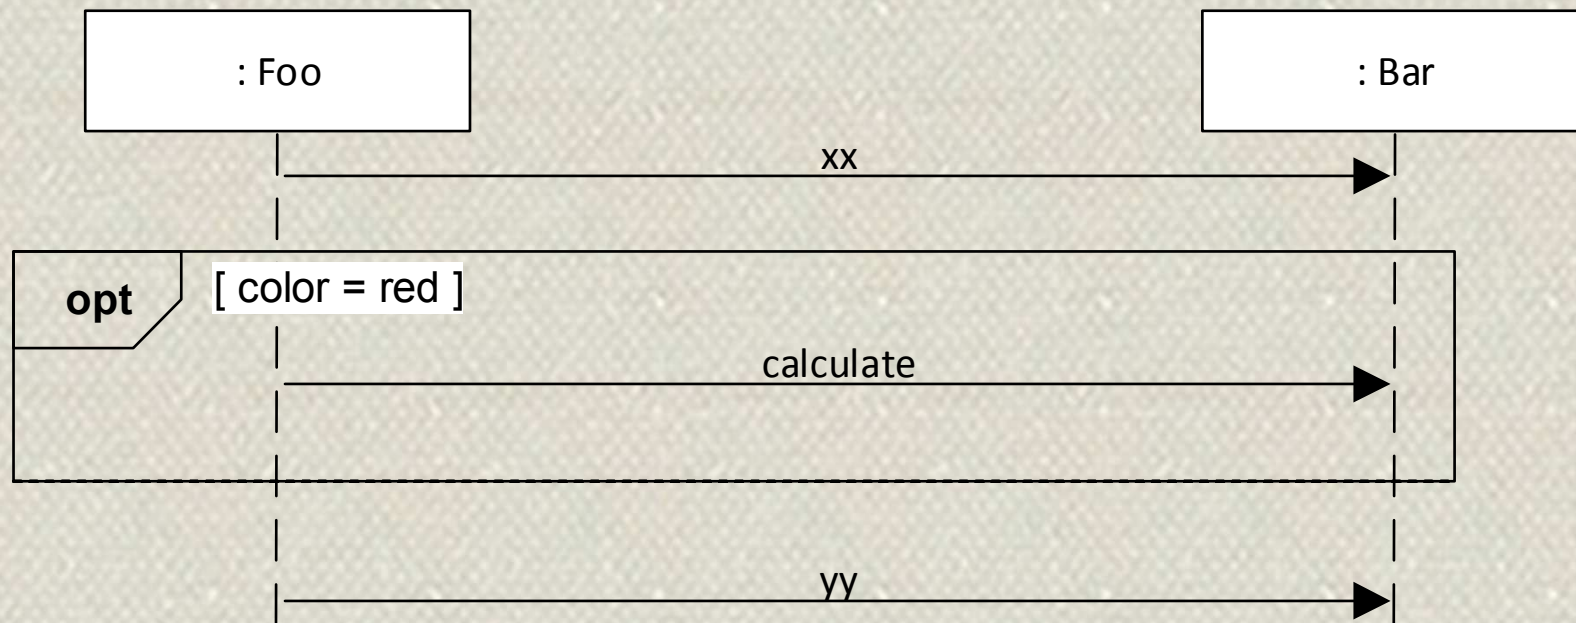 : Foo
: Bar
xx
opt
[ color = red ]
calculate
yy